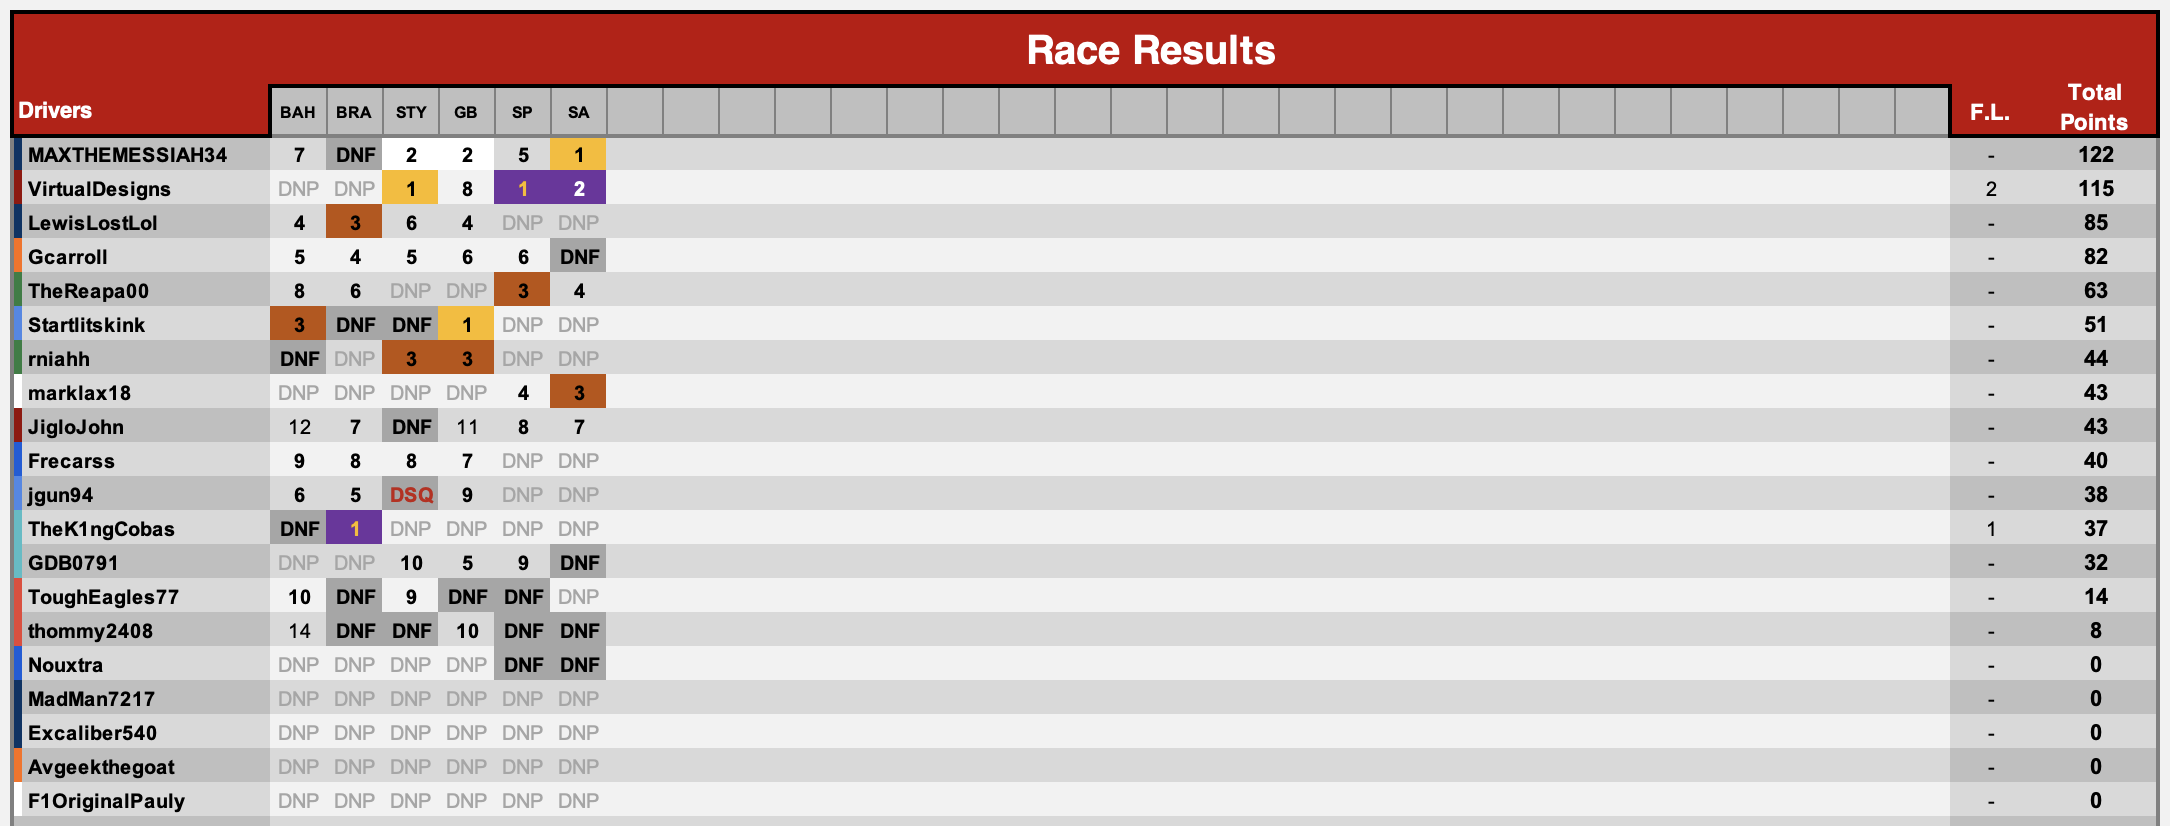 Race Results
Drivers BAH BRA STY GB SP SA F.L. Total Points
MAXTHEMESSIAH34 7 DNF 2 2 5 1 - 122
VirtualDesigns DNP DNP 1 8 1 2 2 115
LewisLostLol 4 3 6 4 DNP DNP - 85
Gcarroll 5 4 5 6 6 DNF - 82
TheReapa00 8 6 DNP DNP 3 4 - 63
Startlitskink 3 DNF DNF 1 DNP DNP - 51
rniahh DNF DNP 3 3 DNP DNP - 44
marklax18 DNP DNP DNP DNP 4 3 - 43
JigloJohn 12 7 DNF 11 8 7 - 43
Frecarss 9 8 8 7 DNP DNP - 40
jgun94 6 5 DSQ 9 DNP DNP - 38
TheK1ngCobas DNF 1 DNP DNP DNP DNP 1 37
GDB0791 DNP DNP 10 5 9 DNF - 32
ToughEagles77 10 DNF 9 DNF DNF DNP - 14
thommy2408 14 DNF DNF 10 DNF DNF - 8
Nouxtra DNP DNP DNP DNP DNF DNF - 0
MadMan7217 DNP DNP DNP DNP DNP DNP - 0
Excaliber540 DNP DNP DNP DNP DNP DNP - 0
Avgeekthegoat DNP DNP DNP DNP DNP DNP - 0
F1OriginalPauly DNP DNP DNP DNP DNP DNP - 0